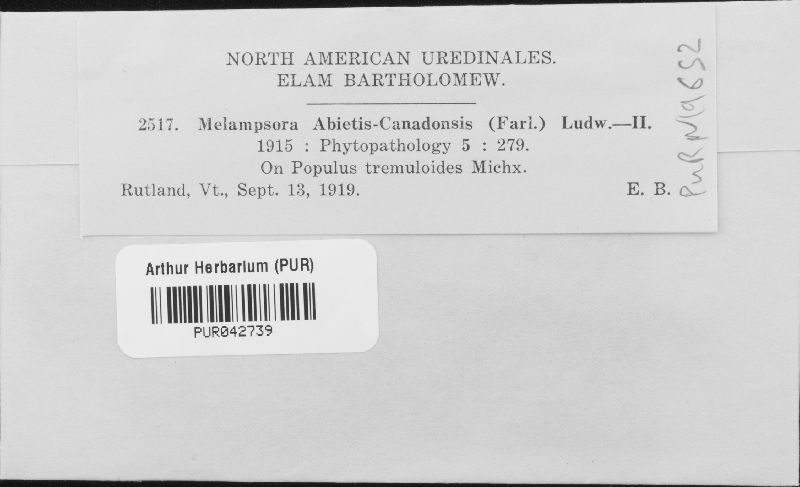 NORTH AMERICAN UREDINALES.
ELAM BARTHOLOMEW.
2517. Melampsora Abietis-Canadonsis (Farl.) Ludw.—II.
1915 : Phytopathology 5 : 279.
On Populus tremuloides Michx.
Rutland, Vt., Sept. 13, 1919. E. B.
PUR N19652
Arthur Herbarium (PUR)
PUR042739